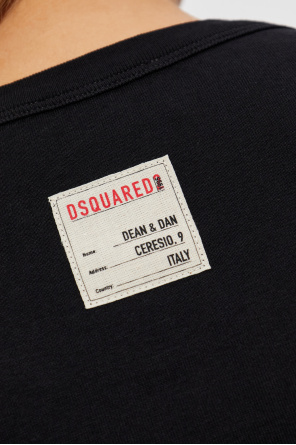 DSQUARED2
Name: DEAN & DAN
Address: CERESIO, 9
Country: ITALY